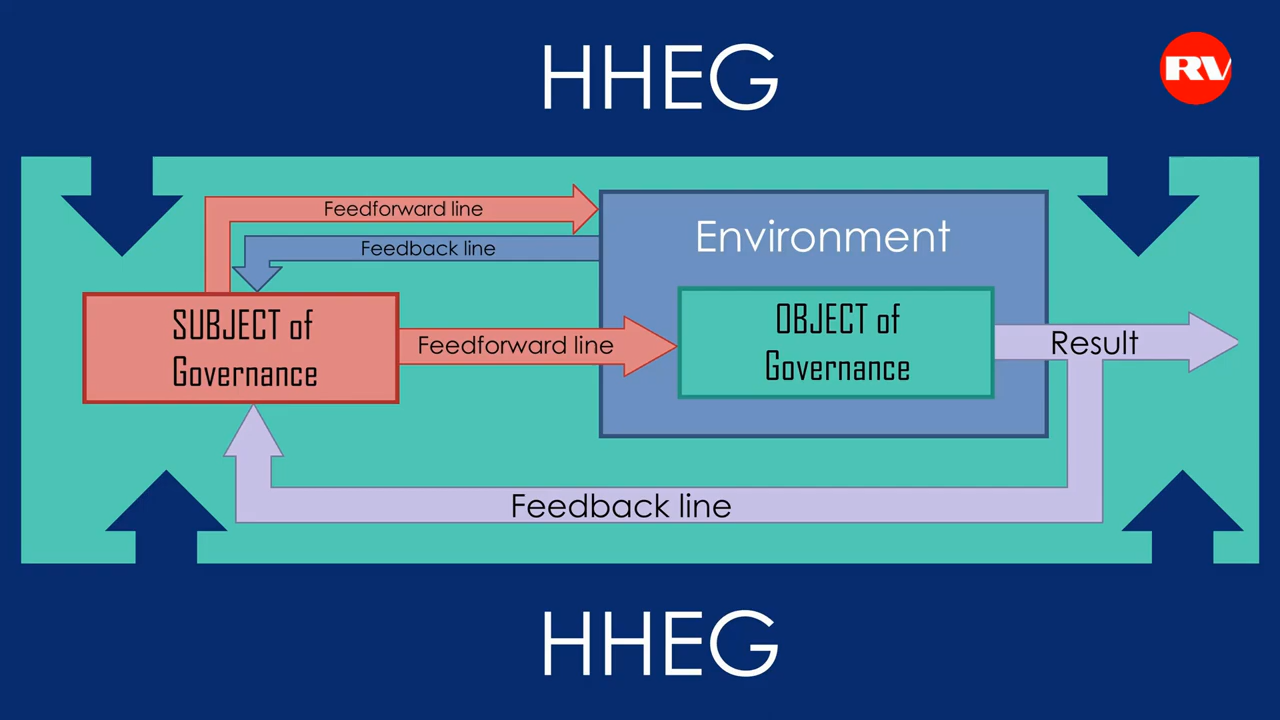 HHEG
RV
Feedforward line
Feedback line
Environment
SUBJECT of
Governance
Feedforward line
OBJECT of
Governance
Result
Feedback line
HHEG